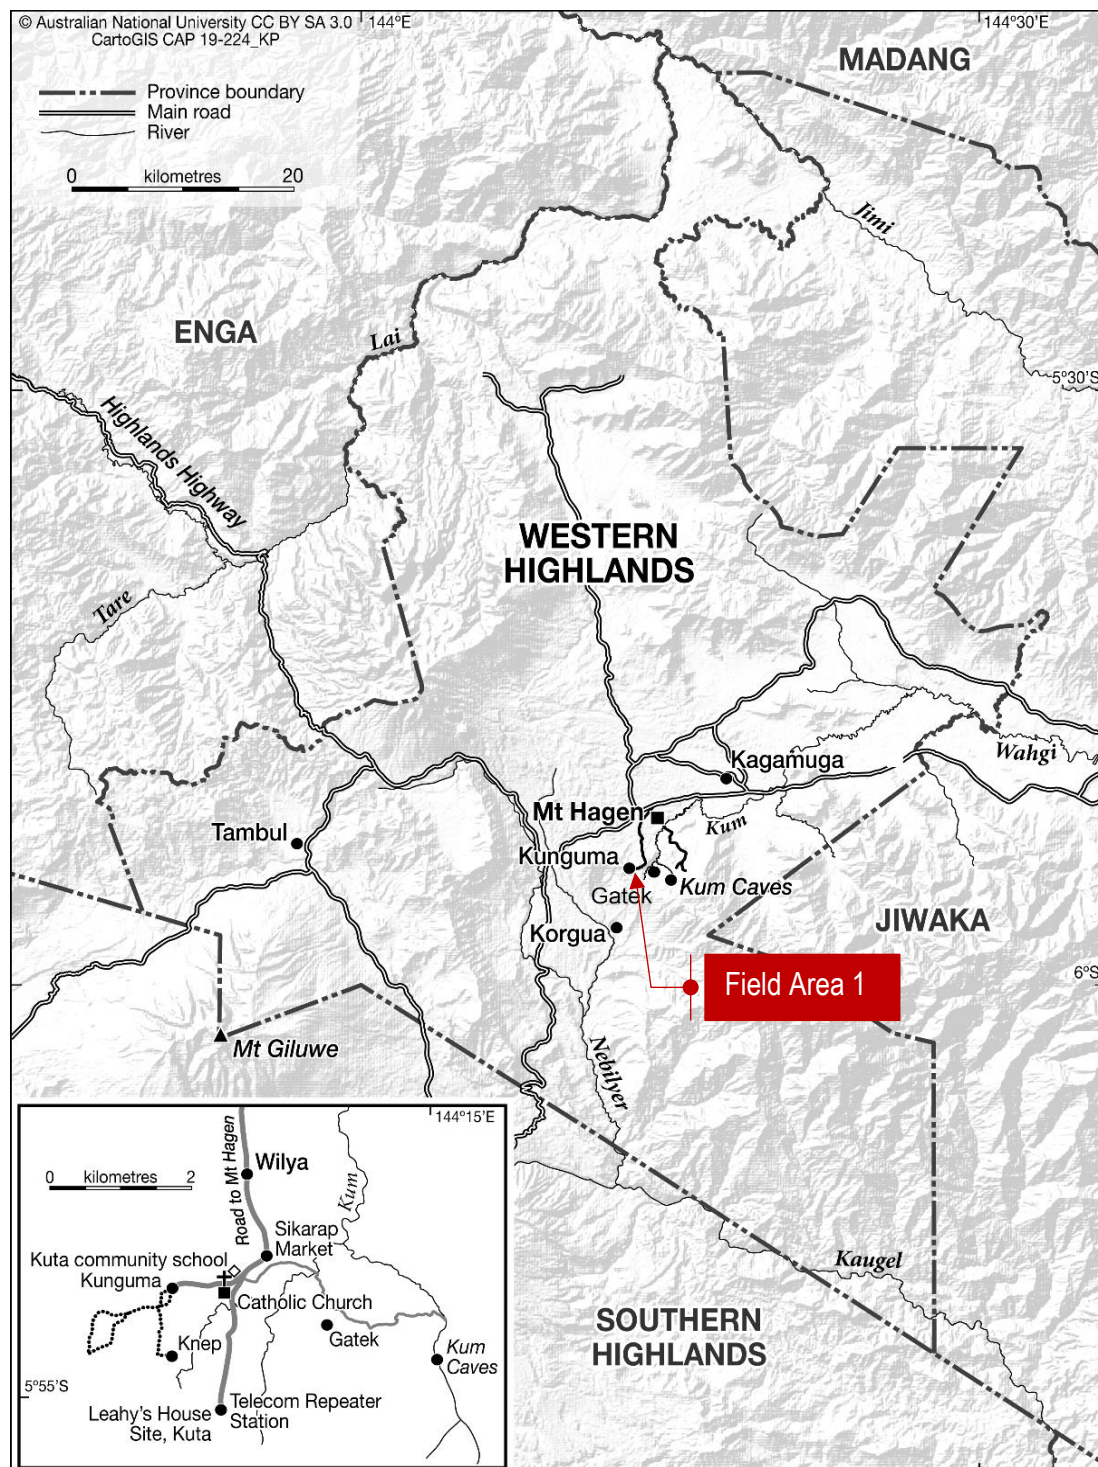 © Australian National University CC BY SA 3.0
CartoGIS CAP 19-224_KP
144°E
144°30'E
MADANG
Province boundary
Main road
River
0 kilometres 20
Jimi
ENGA
Lai
5°30'S
Highlands Highway
WESTERN
HIGHLANDS
Tare
Wahgi
Kagamuga
Mt Hagen
Kum
Tambul
Kunguma
Gatek
Kum Caves
Korgua
JIWAKA
6°S
Field Area 1
Mt Giluwe
Nebilyer
Kaugel
SOUTHERN
HIGHLANDS
144°15'E
0 kilometres 2
Road to Mt Hagen
Wilya
Kum
Sikarap
Market
Kuta community school
Kunguma
Catholic Church
Gatek
Knep
Kum
Caves
5°55'S
Telecom Repeater
Station
Leahy's House
Site, Kuta